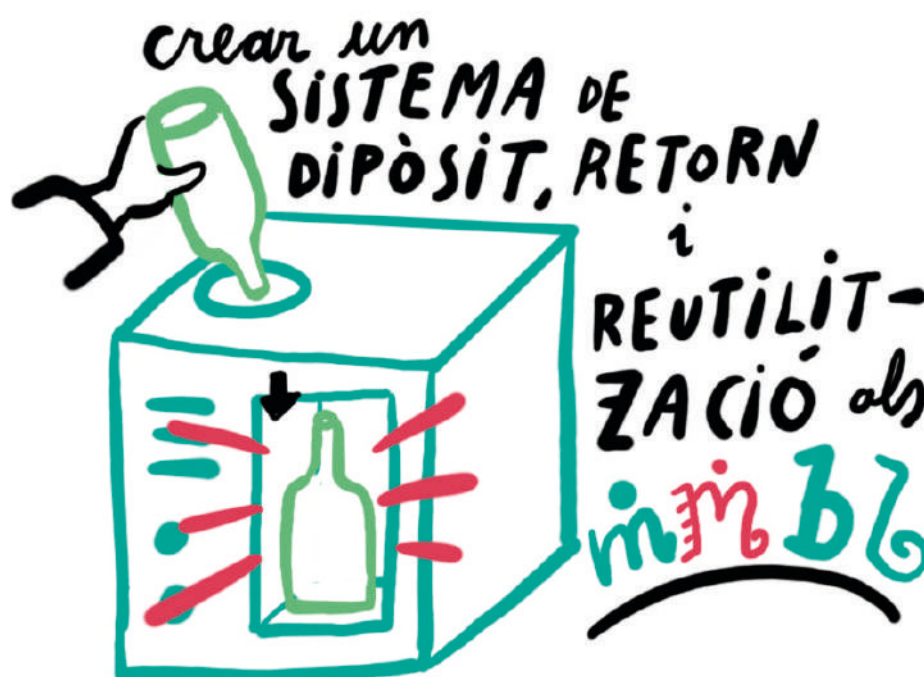 crear un
SiSTEMA DE
DiPÒSiT, RETORN
i
REUTiLiT-
ZACiÓ als